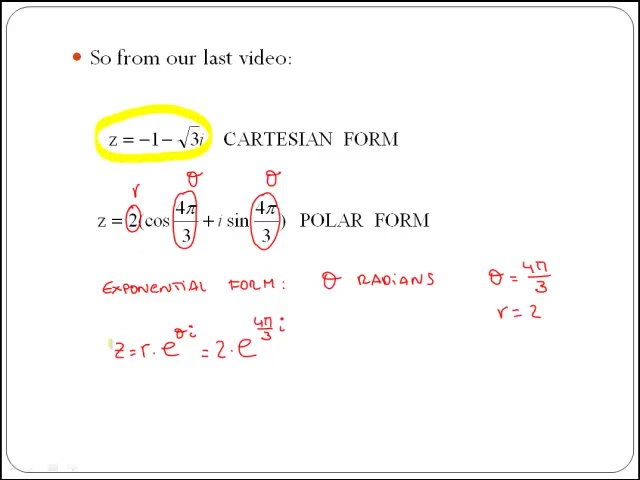 So from our last video:
z = −1 − √3i CARTESIAN FORM
r θ θ
z = 2(cos 4π/3 + i sin 4π/3) POLAR FORM
EXPONENTIAL FORM: θ RADIANS θ = 4π/3
r = 2
z = r · e^θi = 2 · e^4π/3 i